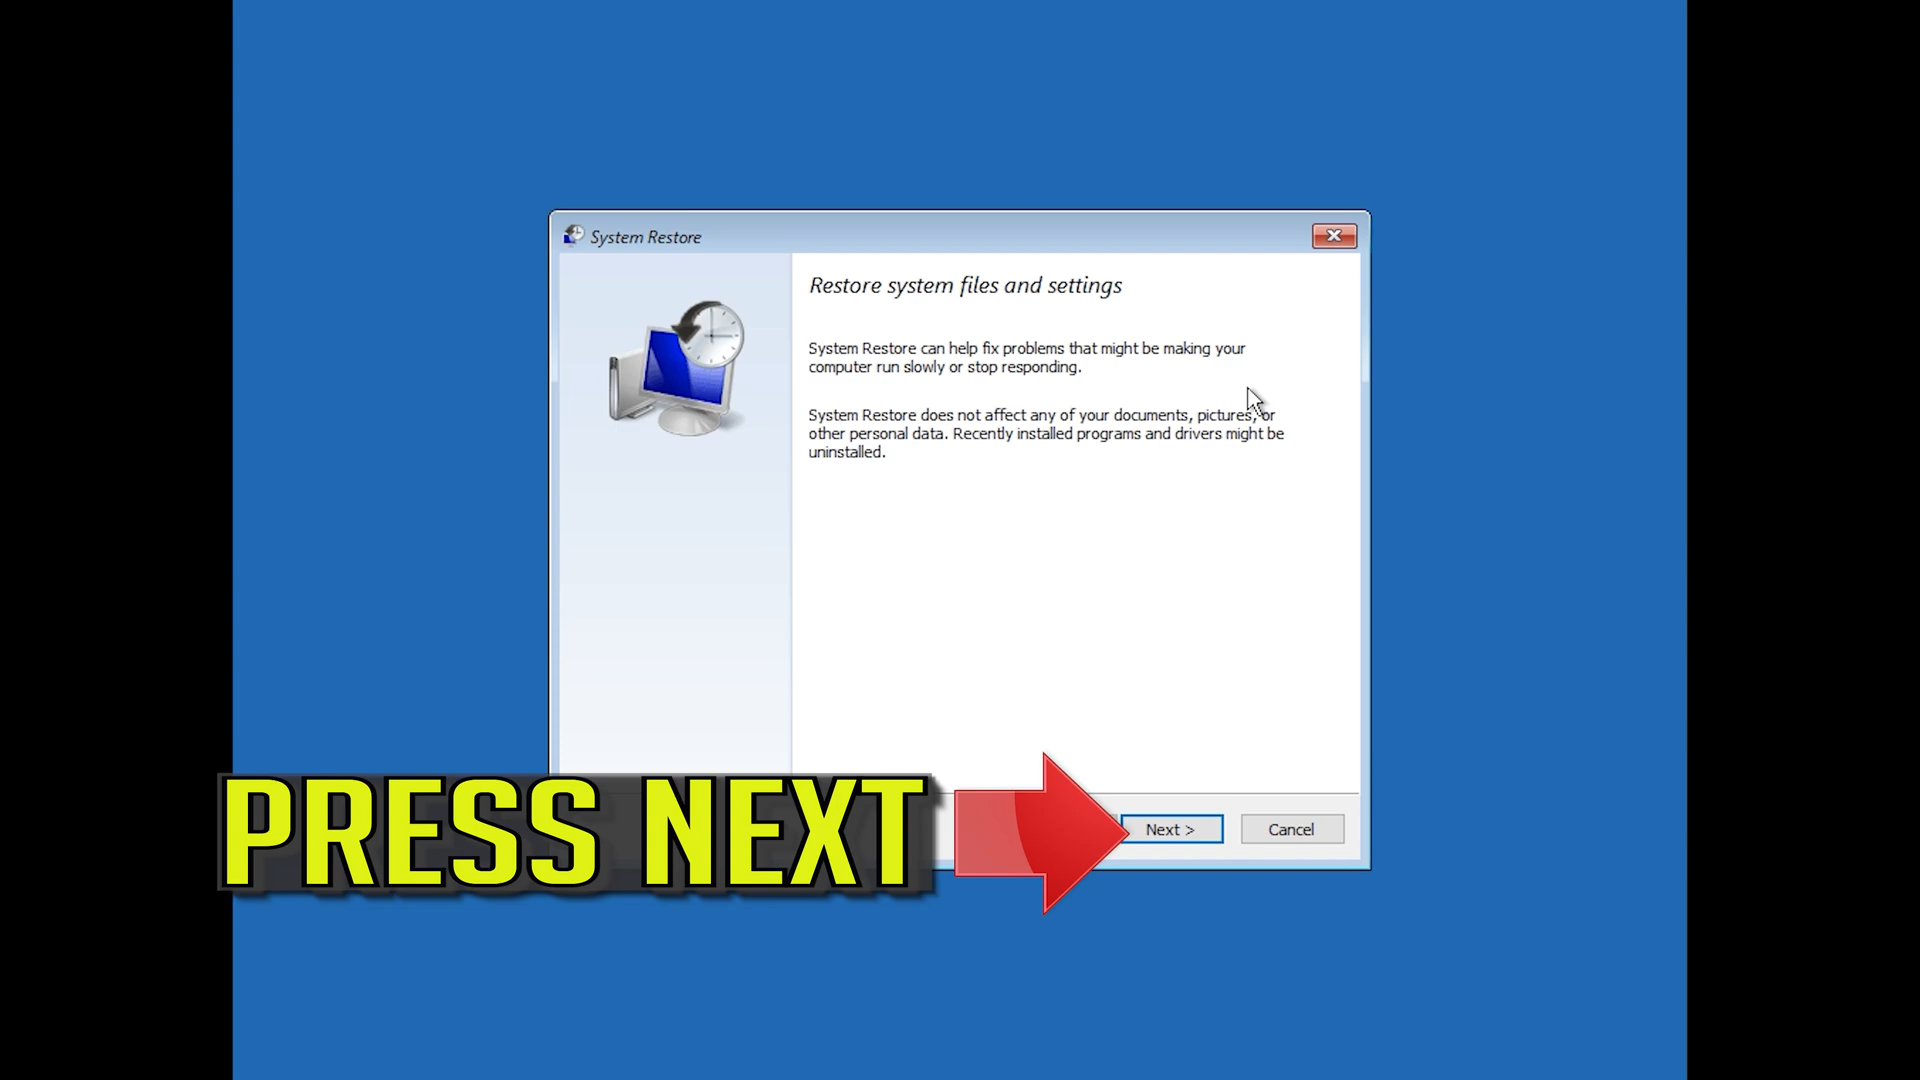 System Restore
Restore system files and settings
System Restore can help fix problems that might be making your
computer run slowly or stop responding.
System Restore does not affect any of your documents, pictures, or
other personal data. Recently installed programs and drivers might be
uninstalled.
PRESS NEXT
Next >
Cancel